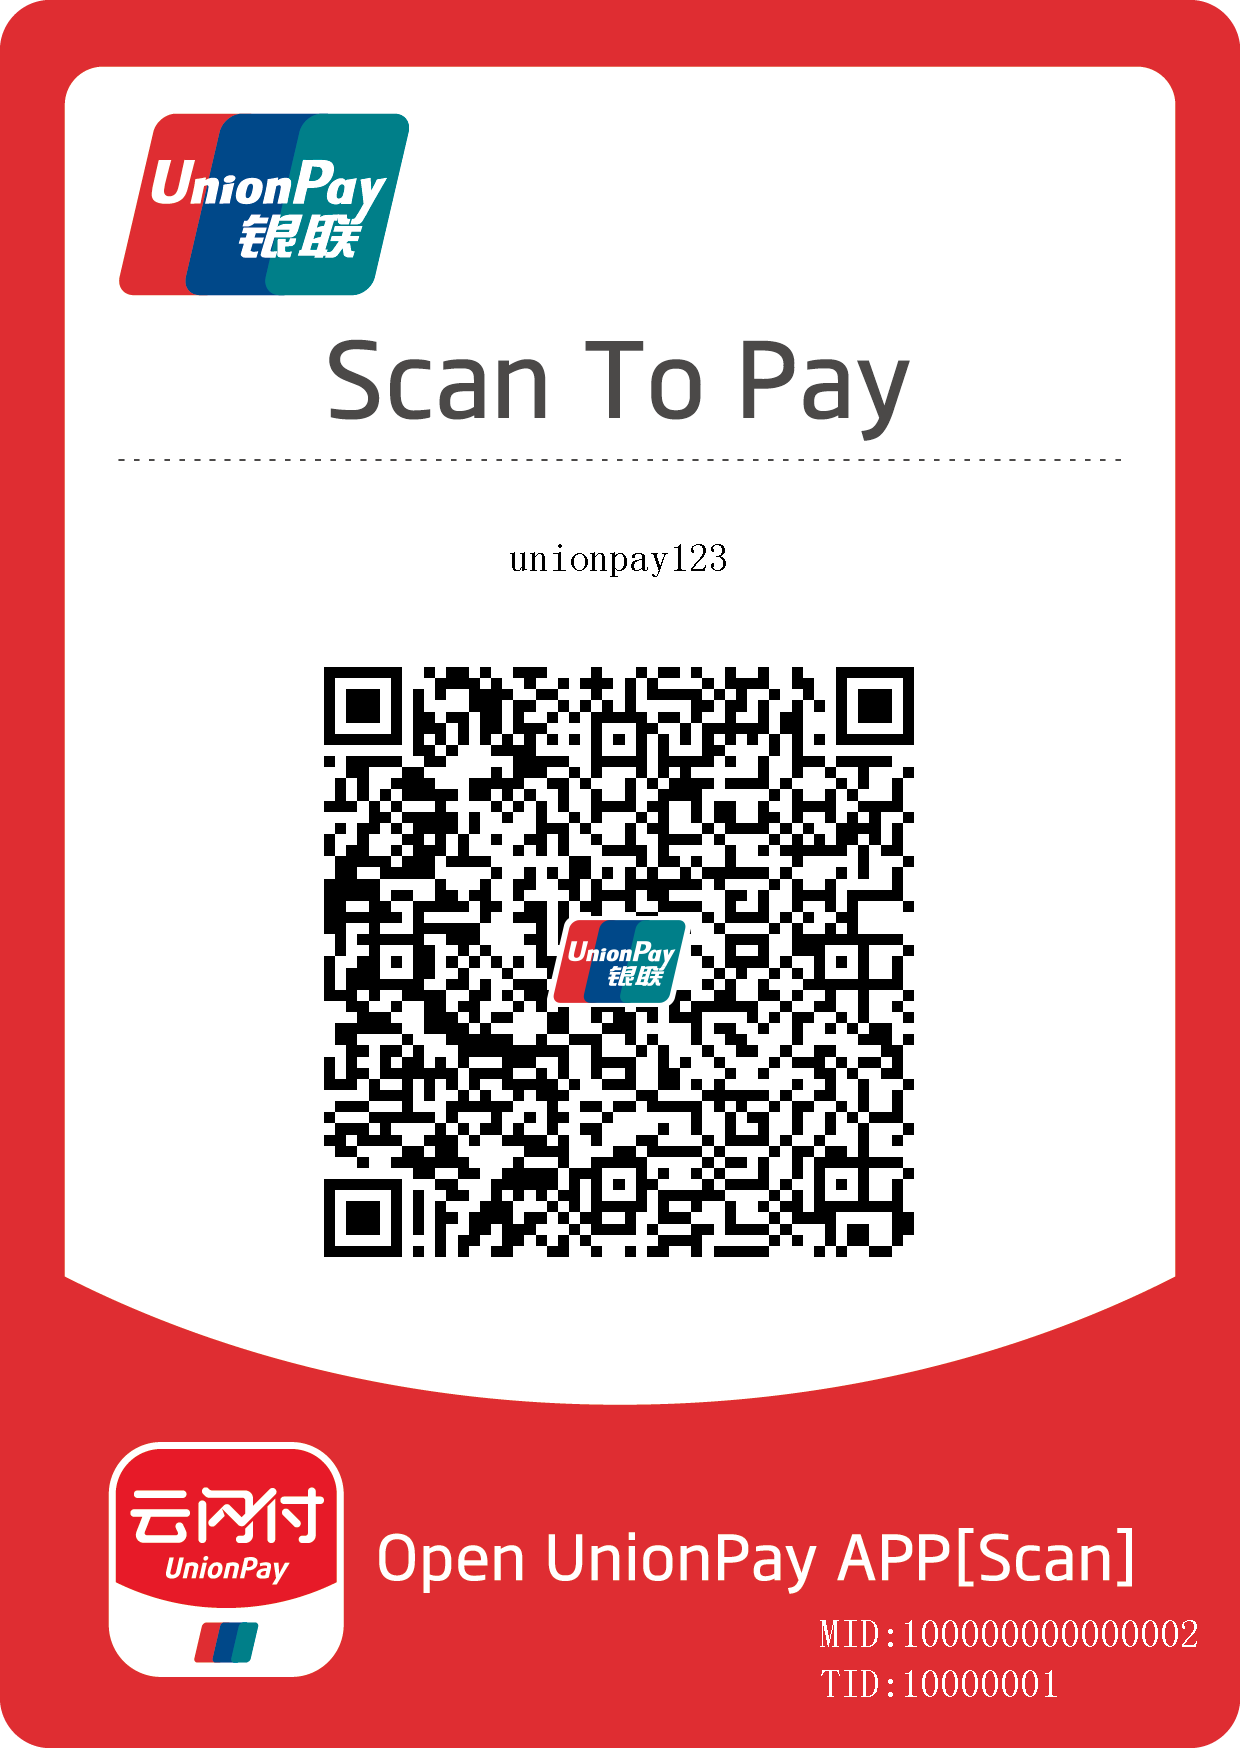 UnionPay
银联
Scan To Pay
unionpay123
UnionPay
银联
云闪付
UnionPay
Open UnionPay APP[Scan]
MID:100000000000002
TID:10000001